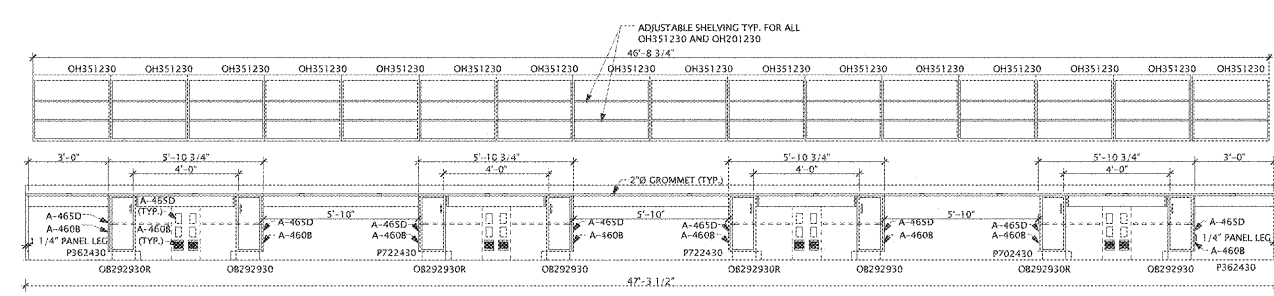 ADJUSTABLE SHELVING TYP. FOR ALL
OH351230 AND OH201230
46'-8 3/4"
OH351230 OH351230 OH351230 OH351230 OH351230 OH351230 OH351230 OH351230 OH351230 OH351230 OH351230 OH351230 OH351230 OH351230 OH351230 OH351230
3'-0" 5'-10 3/4" 5'-10 3/4" 5'-10 3/4" 5'-10 3/4" 3'-0"
4'-0" 4'-0" 4'-0" 4'-0"
2"Ø GROMMET (TYP.)
A-465D
(TYP.)
A-465D 5'-10" A-465D 5'-10" A-465D 5'-10" A-465D A-465D
A-460B A-460B
(TYP.) A-460B A-460B A-460B A-460B A-460B A-460B
1 1/4" PANEL LEG 1/4" PANEL LEG
A-460B
P362430 P722430 P722430 P702430 P362430
OB292930R OB292930 OB292930R OB292930 OB292930R OB292930 OB292930R OB292930
47'-3 1/2"